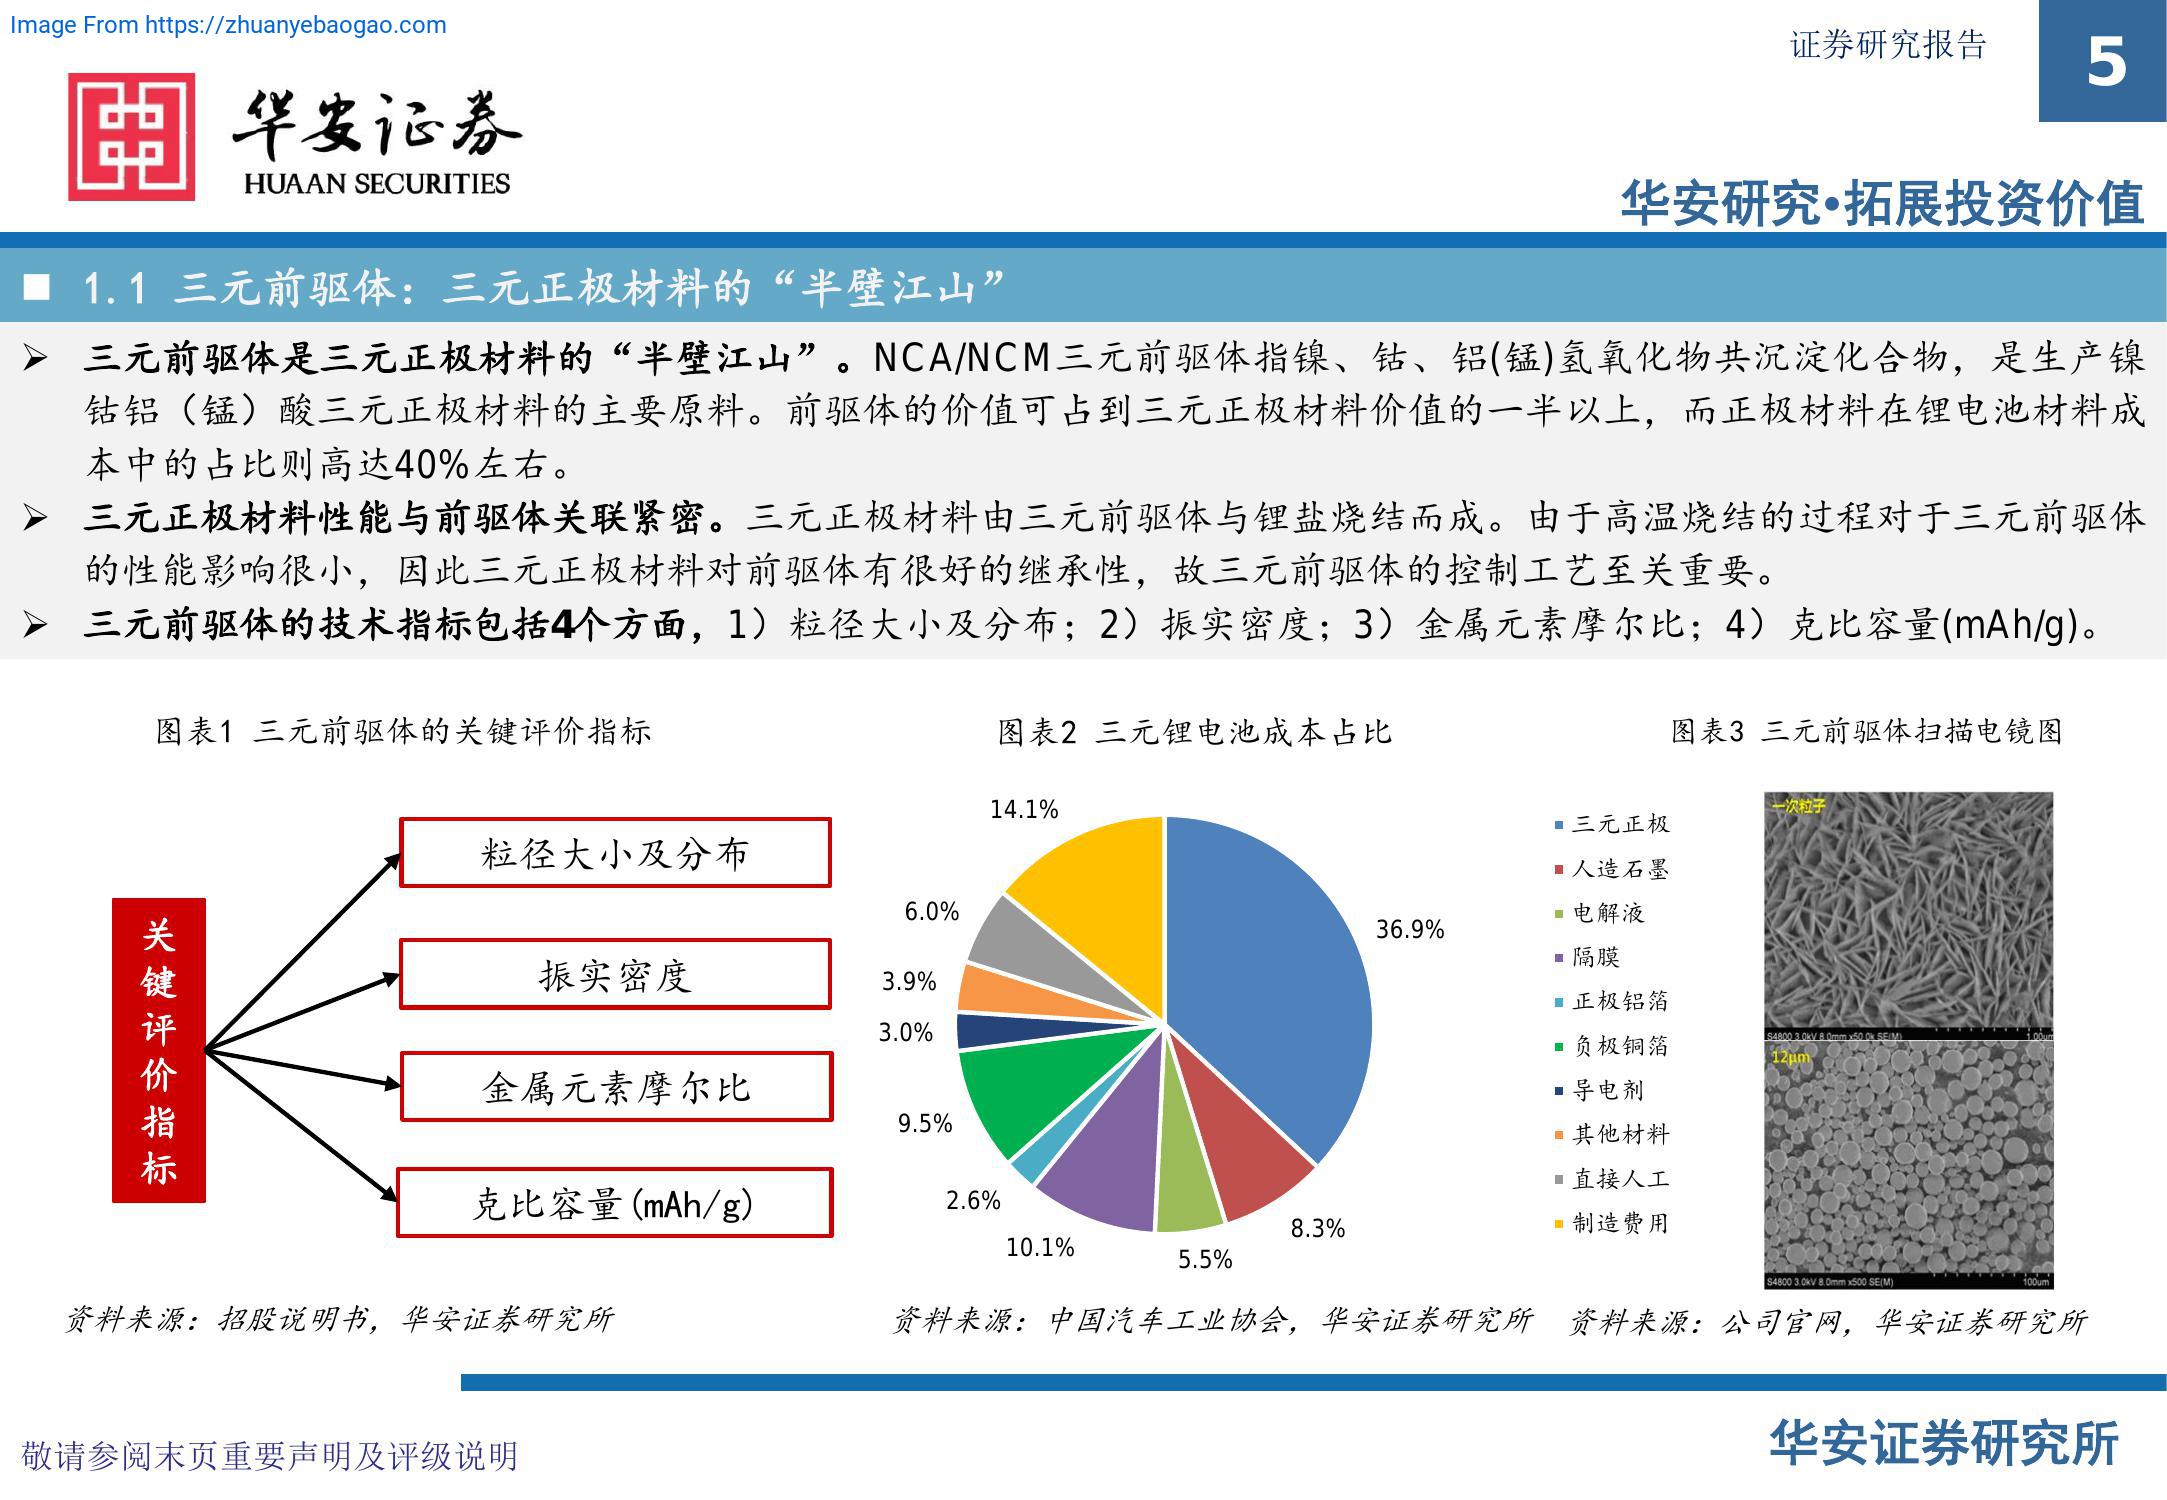 Image From https://zhuanyebaogao.com
证券研究报告
5
华安证券
HUAAN SECURITIES
华安研究•拓展投资价值
1.1 三元前驱体：三元正极材料的“半壁江山”
三元前驱体是三元正极材料的“半壁江山”。NCA/NCM三元前驱体指镍、钴、铝(锰)氢氧化物共沉淀化合物，是生产镍
钴铝（锰）酸三元正极材料的主要原料。前驱体的价值可占到三元正极材料价值的一半以上，而正极材料在锂电池材料成
本中的占比则高达40%左右。
三元正极材料性能与前驱体关联紧密。三元正极材料由三元前驱体与锂盐烧结而成。由于高温烧结的过程对于三元前驱体
的性能影响很小，因此三元正极材料对前驱体有很好的继承性，故三元前驱体的控制工艺至关重要。
三元前驱体的技术指标包括4个方面，1）粒径大小及分布；2）振实密度；3）金属元素摩尔比；4）克比容量(mAh/g)。
图表1 三元前驱体的关键评价指标
关键评价指标
粒径大小及分布
振实密度
金属元素摩尔比
克比容量(mAh/g)
资料来源：招股说明书，华安证券研究所
图表2 三元锂电池成本占比
36.9%
8.3%
5.5%
10.1%
2.6%
9.5%
3.0%
3.9%
6.0%
14.1%
三元正极
人造石墨
电解液
隔膜
正极铝箔
负极铜箔
导电剂
其他材料
直接人工
制造费用
资料来源：中国汽车工业协会，华安证券研究所
图表3 三元前驱体扫描电镜图
一次粒子
S4800 3.0kV 8.0mm x50.0k SE(M) 1.00um
12μm
S4800 3.0kV 8.0mm x500 SE(M) 100um
资料来源：公司官网，华安证券研究所
敬请参阅末页重要声明及评级说明
华安证券研究所